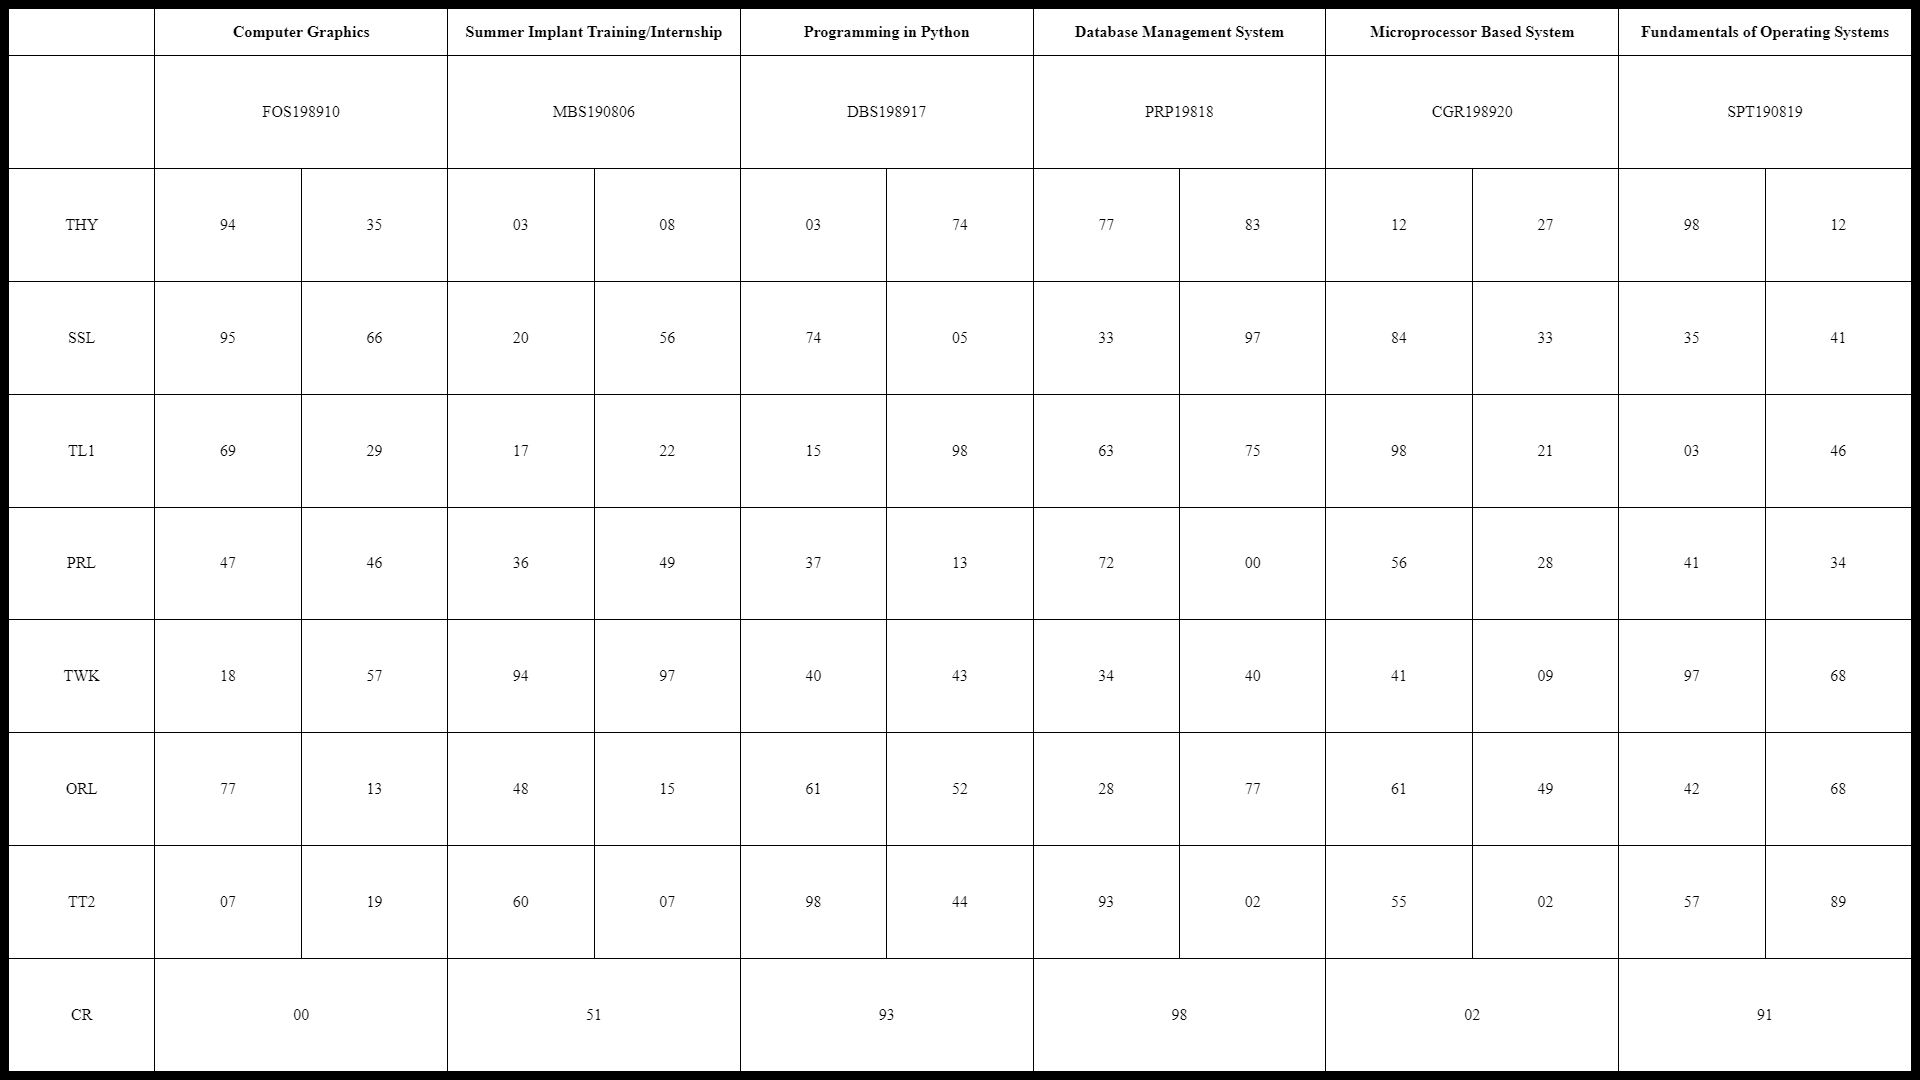 Computer Graphics Summer Implant Training/Internship Programming in Python Database Management System Microprocessor Based System Fundamentals of Operating Systems
FOS198910 MBS190806 DBS198917 PRP19818 CGR198920 SPT190819
THY 94 35 03 08 03 74 77 83 12 27 98 12
SSL 95 66 20 56 74 05 33 97 84 33 35 41
TL1 69 29 17 22 15 98 63 75 98 21 03 46
PRL 47 46 36 49 37 13 72 00 56 28 41 34
TWK 18 57 94 97 40 43 34 40 41 09 97 68
ORL 77 13 48 15 61 52 28 77 61 49 42 68
TT2 07 19 60 07 98 44 93 02 55 02 57 89
CR 00 51 93 98 02 91